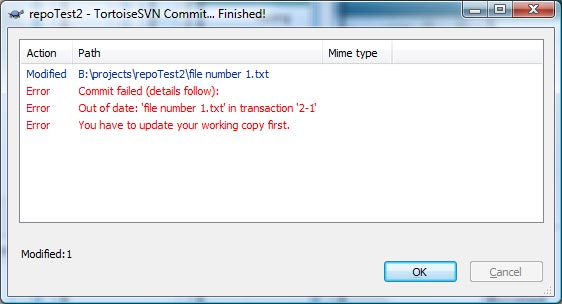 repoTest2 - TortoiseSVN Commit... Finished!
Action Path Mime type
Modified B:\projects\repoTest2\file number 1.txt
Error Commit failed (details follow):
Error Out of date: 'file number 1.txt' in transaction '2-1'
Error You have to update your working copy first.
Modified:1
OK Cancel